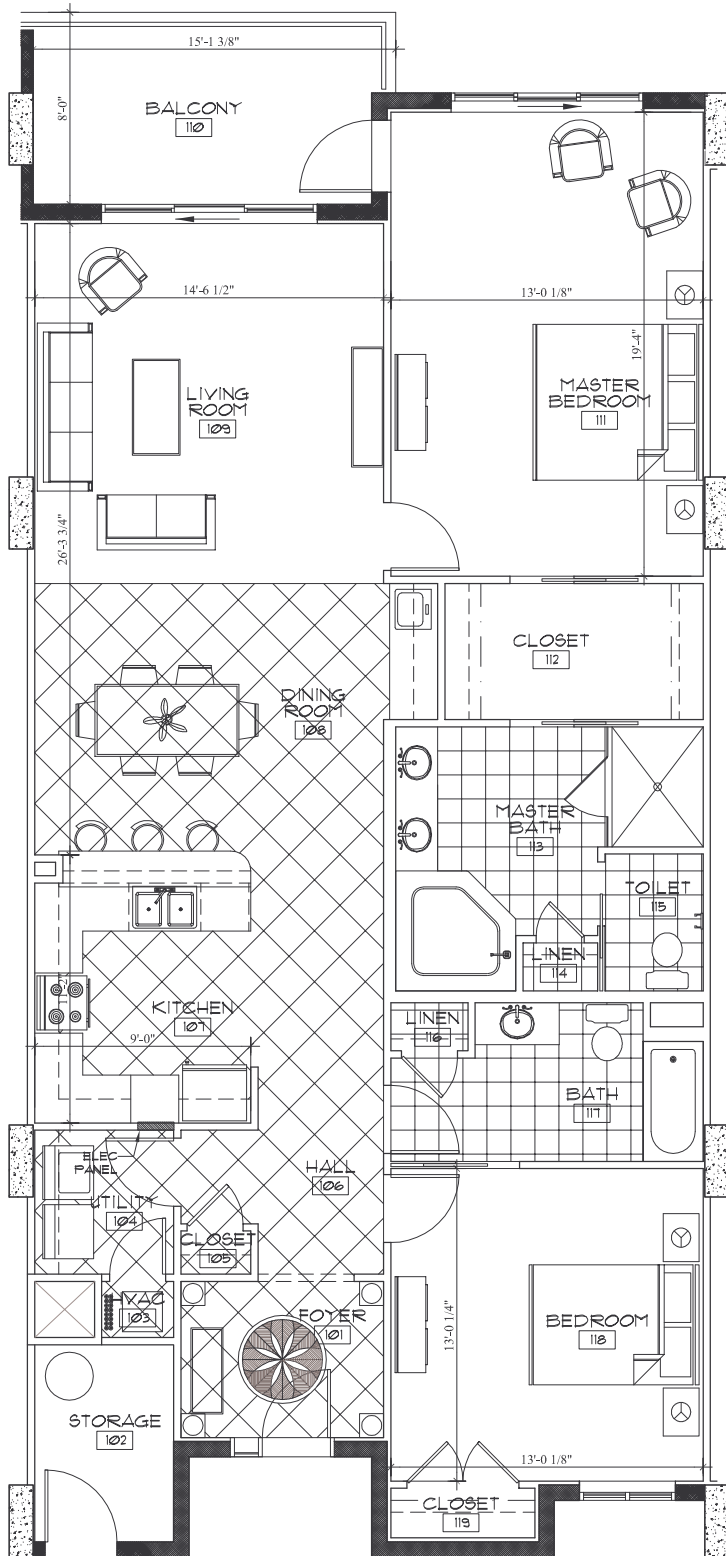 15'-1 3/8"
8'-0"
BALCONY
110
14'-6 1/2"
13'-0 1/8"
19'-4"
LIVING
ROOM
109
MASTER
BEDROOM
111
26'-3 3/4"
CLOSET
112
DINING
ROOM
108
MASTER
BATH
113
TOILET
115
LINEN
114
11'-2"
KITCHEN
107
9'-0"
LINEN
116
BATH
117
ELEC
PANEL
HALL
106
UTILITY
104
CLOSET
105
HVAC
103
FOYER
101
13'-0 1/4"
BEDROOM
118
STORAGE
102
13'-0 1/8"
CLOSET
119